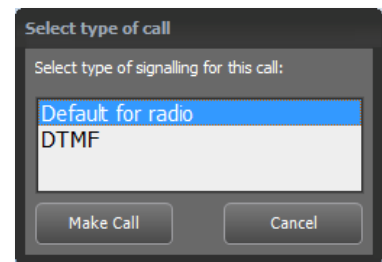 Select type of call
Select type of signalling for this call:
Default for radio
DTMF
Make Call
Cancel